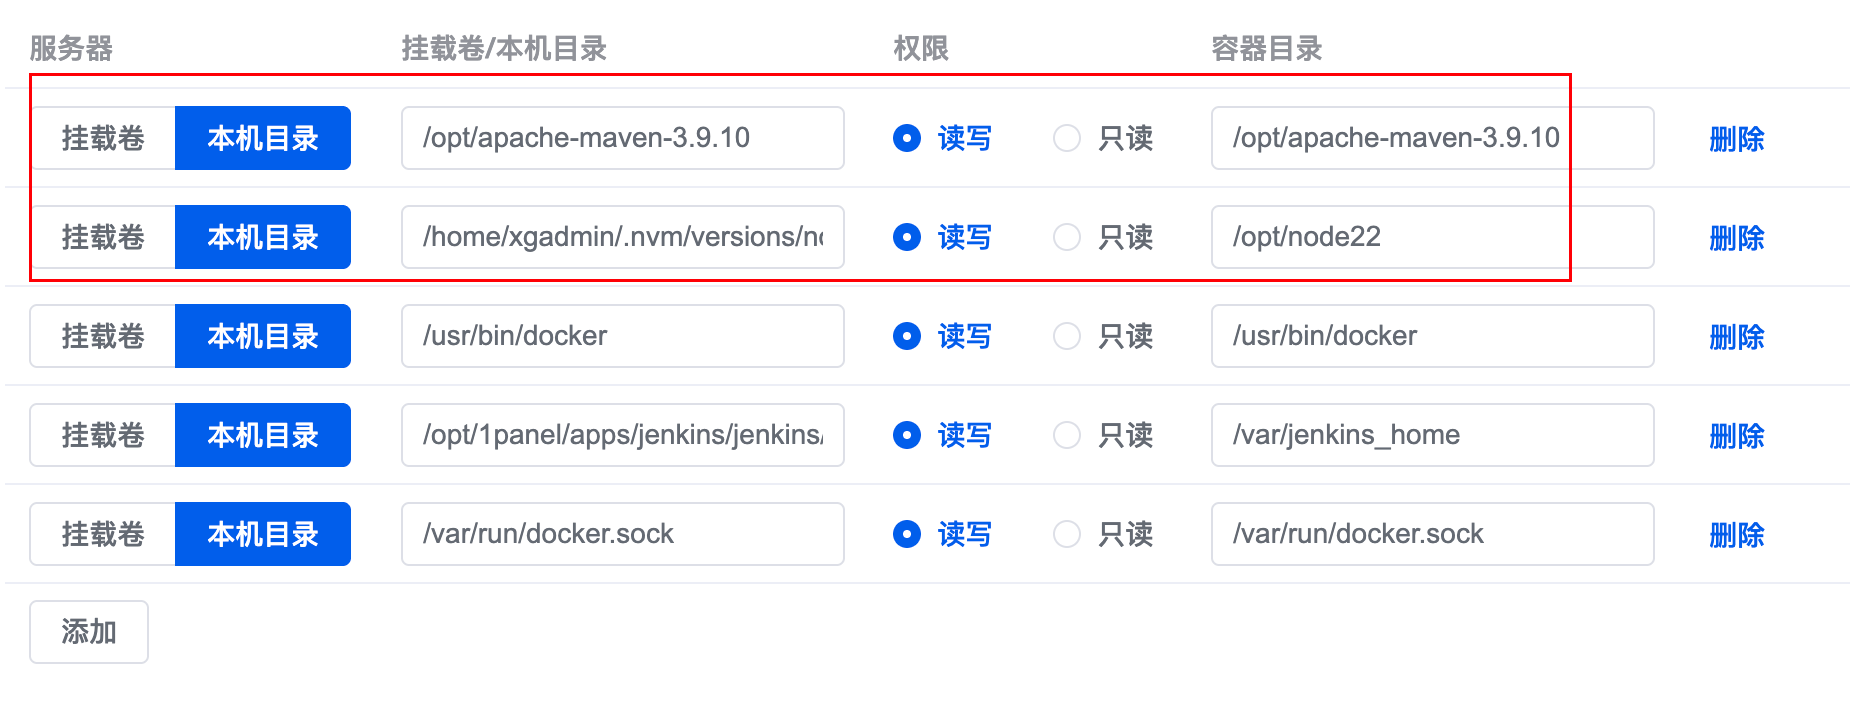 服务器 挂载卷/本机目录 权限 容器目录
挂载卷 本机目录 /opt/apache-maven-3.9.10 读写 只读 /opt/apache-maven-3.9.10 删除
挂载卷 本机目录 /home/xgadmin/.nvm/versions/no 读写 只读 /opt/node22 删除
挂载卷 本机目录 /usr/bin/docker 读写 只读 /usr/bin/docker 删除
挂载卷 本机目录 /opt/1panel/apps/jenkins/jenkins/ 读写 只读 /var/jenkins_home 删除
挂载卷 本机目录 /var/run/docker.sock 读写 只读 /var/run/docker.sock 删除
添加